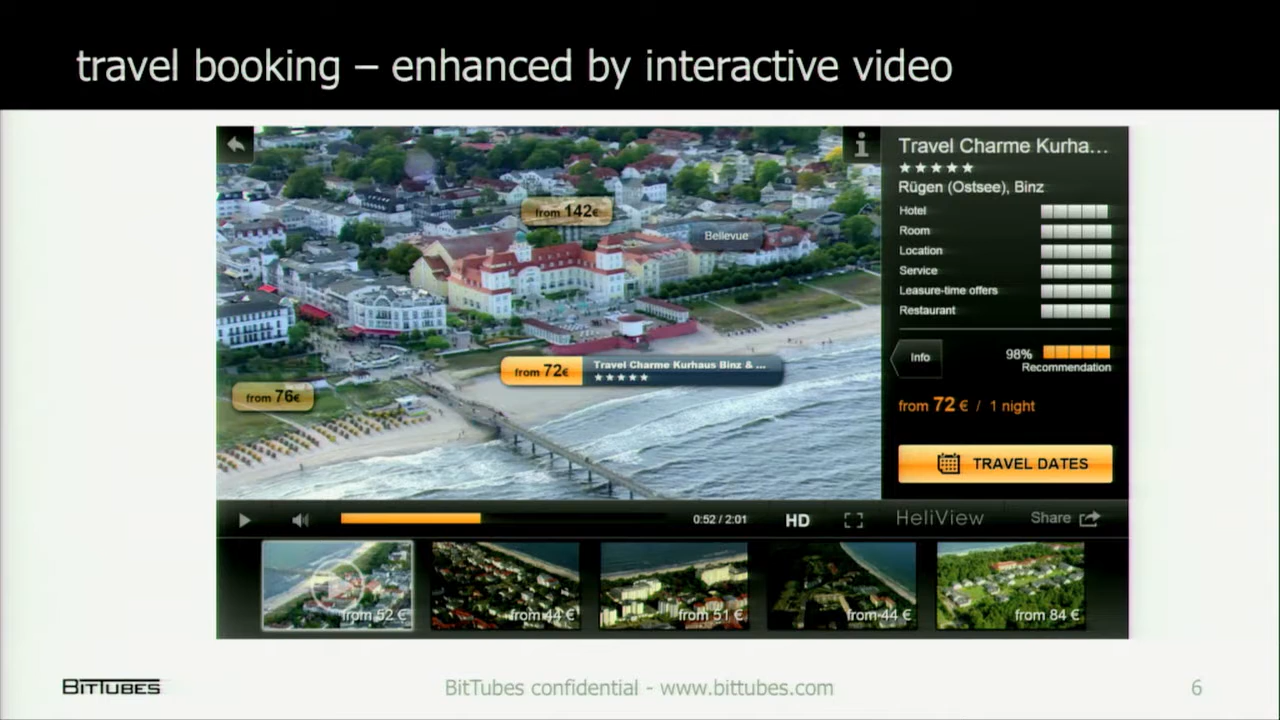 travel booking – enhanced by interactive video
i
Travel Charme Kurha...
Rügen (Ostsee), Binz
Hotel
Room
Location
Service
Leasure-time offers
Restaurant
Info
98%
Recommendation
from 72 € / 1 night
TRAVEL DATES
from 142€
Bellevue
from 72€
Travel Charme Kurhaus Binz & ...
from 76€
0:52 / 2:01
HD
HeliView
Share
from 52 €
from 44 €
from 51 €
from 44 €
from 84 €
BITTUBES
BitTubes confidential - www.bittubes.com
6